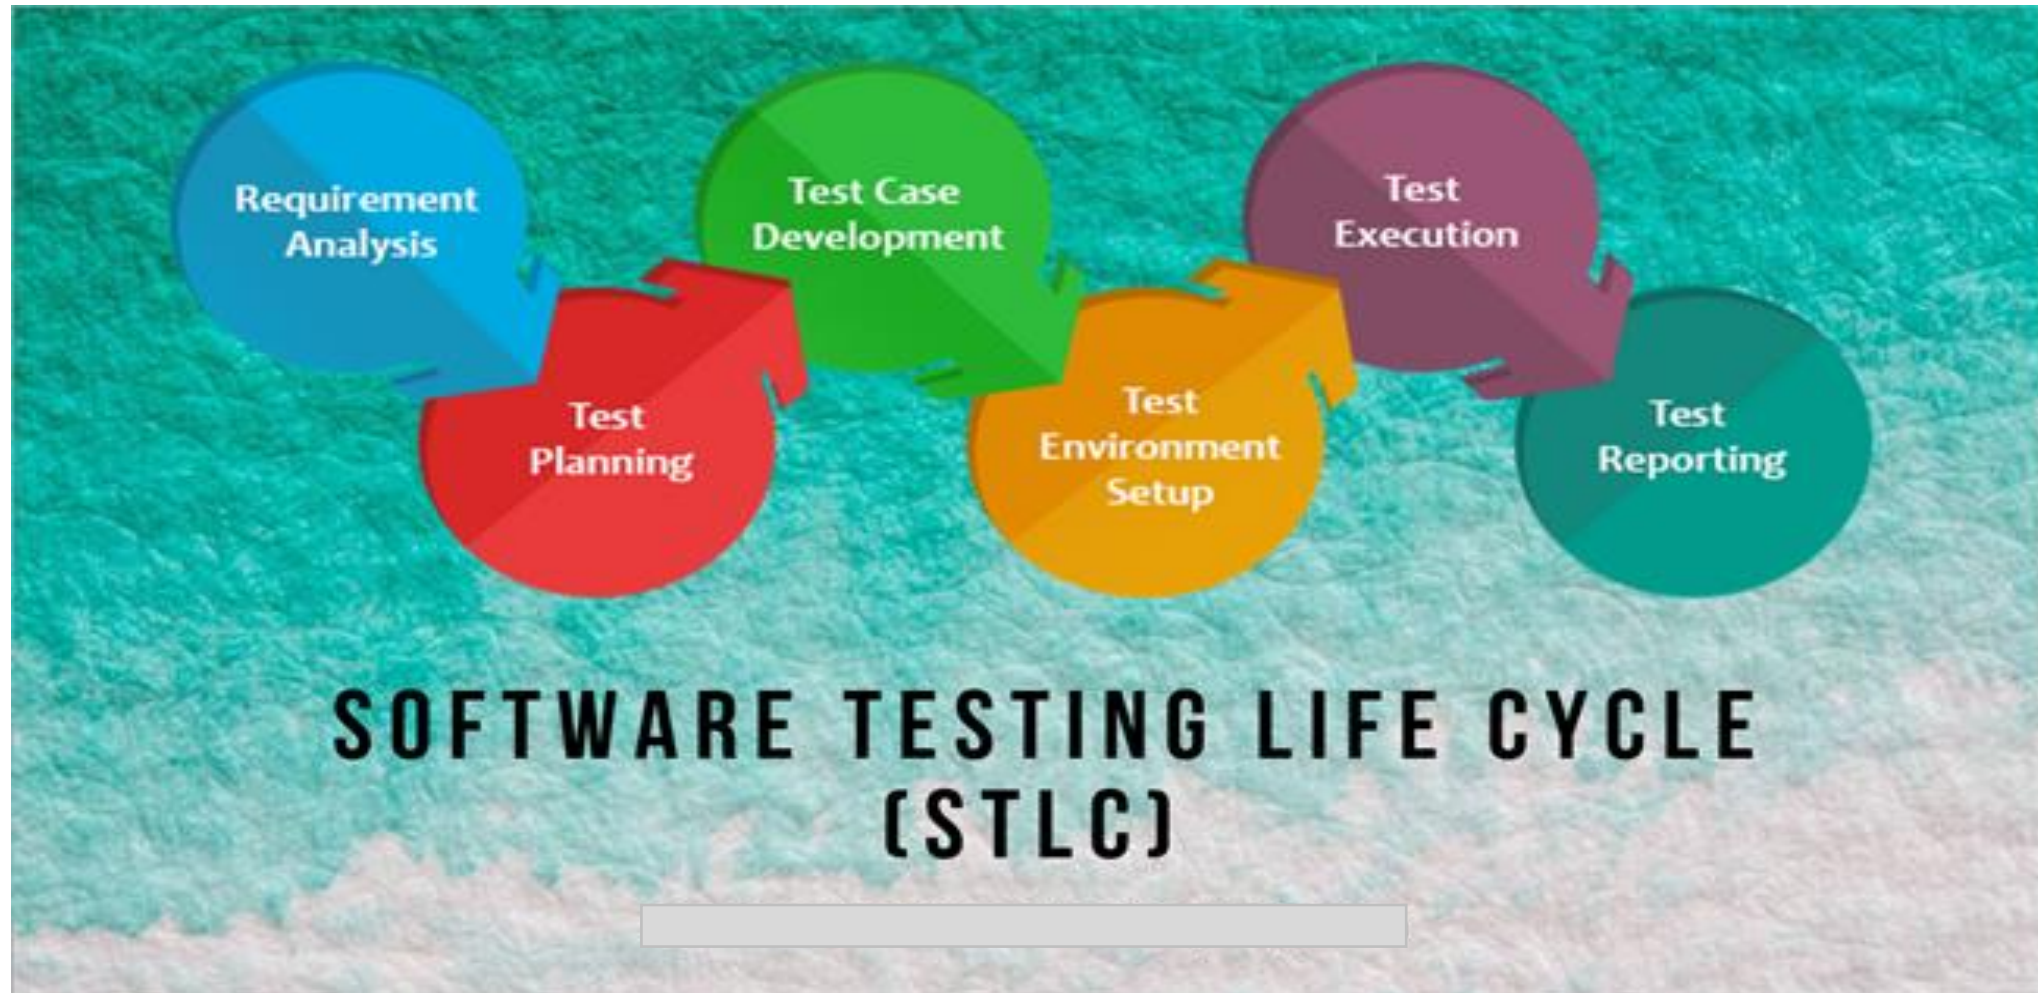 Requirement
Analysis
Test
Planning
Test Case
Development
Test
Environment
Setup
Test
Execution
Test
Reporting
SOFTWARE TESTING LIFE CYCLE
(STLC)